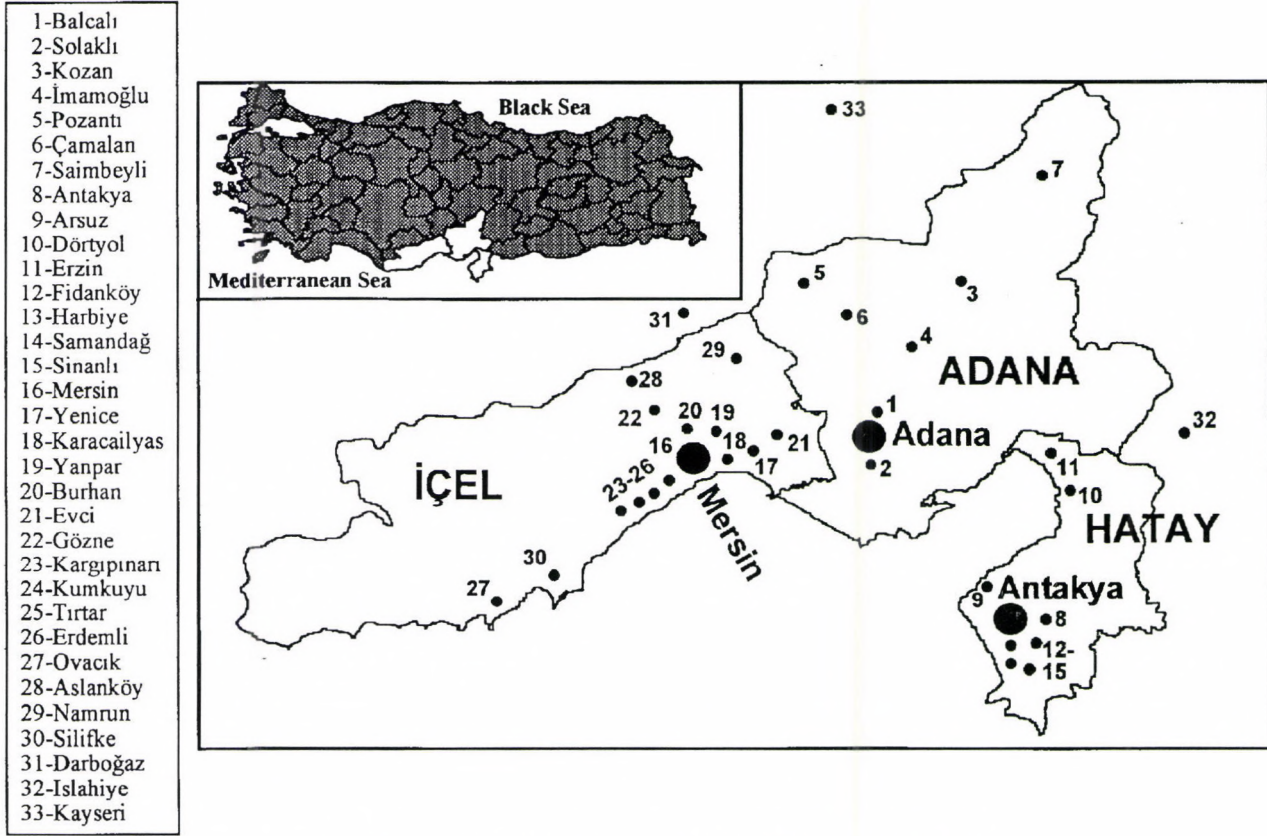 1-Balcalı
2-Solaklı
3-Kozan
4-İmamoğlu
5-Pozantı
6-Çamalan
7-Saimbeyli
8-Antakya
9-Arsuz
10-Dörtyol
11-Erzin
12-Fidanköy
13-Harbiye
14-Samandağ
15-Sinanlı
16-Mersin
17-Yenice
18-Karacailyas
19-Yanpar
20-Burhan
21-Evci
22-Gözne
23-Kargıpınarı
24-Kumkuyu
25-Tırtar
26-Erdemli
27-Ovacık
28-Aslanköy
29-Namrun
30-Silifke
31-Darboğaz
32-Islahiye
33-Kayseri
Black Sea
Mediterranean Sea
33
7
5
3
6
31
4
29
ADANA
28
1
22
20
19
32
Adana
16
18
21
17
2
11
23-26
İÇEL
10
Mersin
HATAY
30
27
9
Antakya
8
12-
15